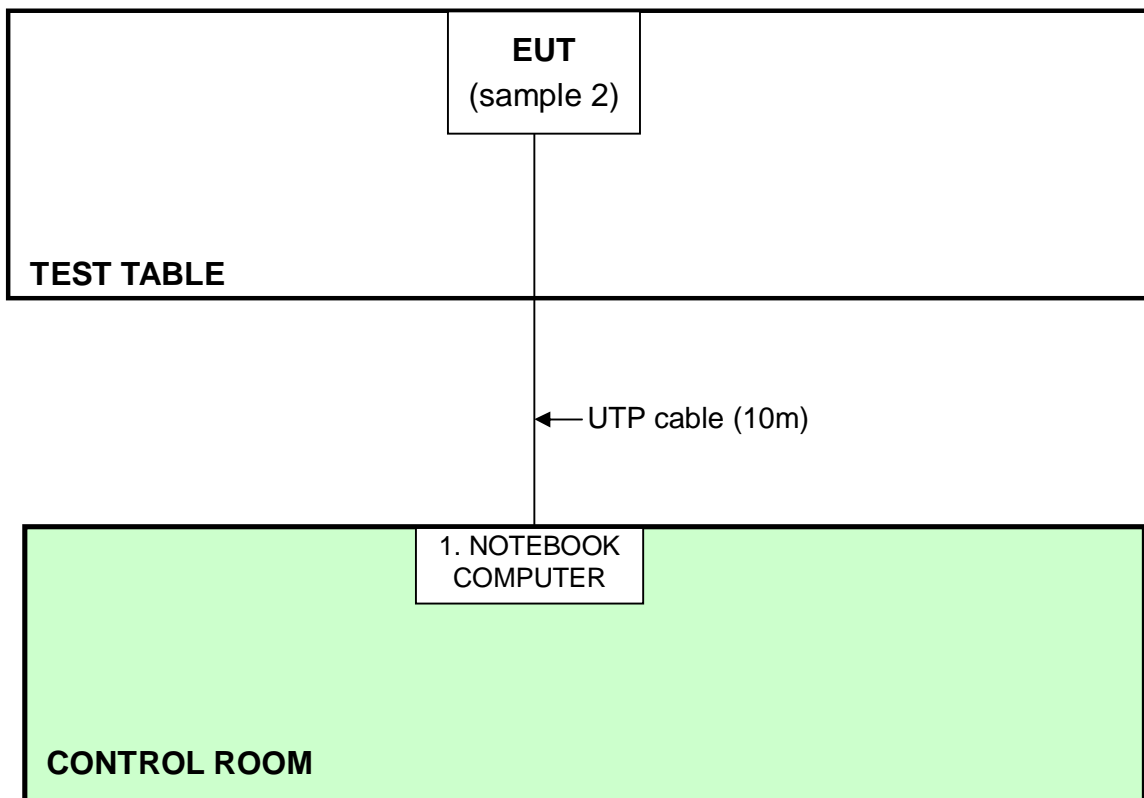 EUT
(sample 2)
TEST TABLE
UTP cable (10m)
1. NOTEBOOK
COMPUTER
CONTROL ROOM